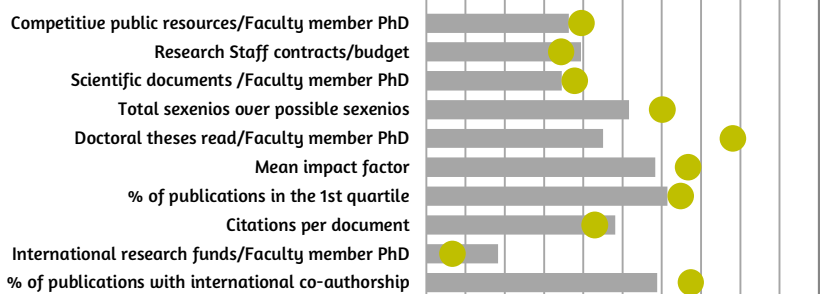 Competitive public resources/Faculty member PhD
Research Staff contracts/budget
Scientific documents /Faculty member PhD
Total sexenios over possible sexenios
Doctoral theses read/Faculty member PhD
Mean impact factor
% of publications in the 1st quartile
Citations per document
International research funds/Faculty member PhD
% of publications with international co-authorship